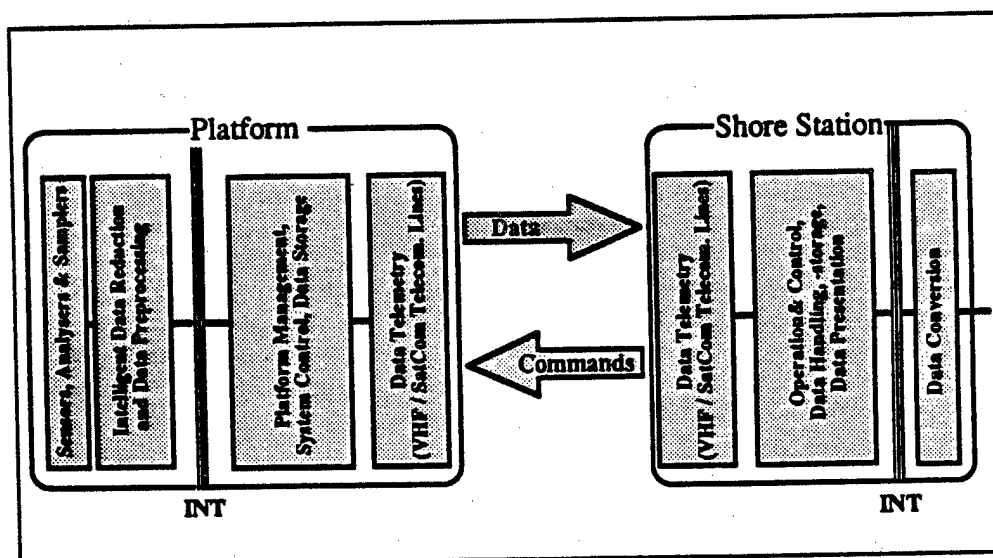 Platform
Sensors, Analysers & Samplers
Intelligent Data Reduction
and Data Preprocessing
Platform Management,
System Control, Data Storage
Data Telemetry
(VHF / SatCom Telecom. Lines)
INT
Data
Commands
Shore Station
Data Telemetry
(VHF / SatCom Telecom. Lines)
Operation& Control,
Data Handling, -storage,
Data Presentation
Data Conversion
INT